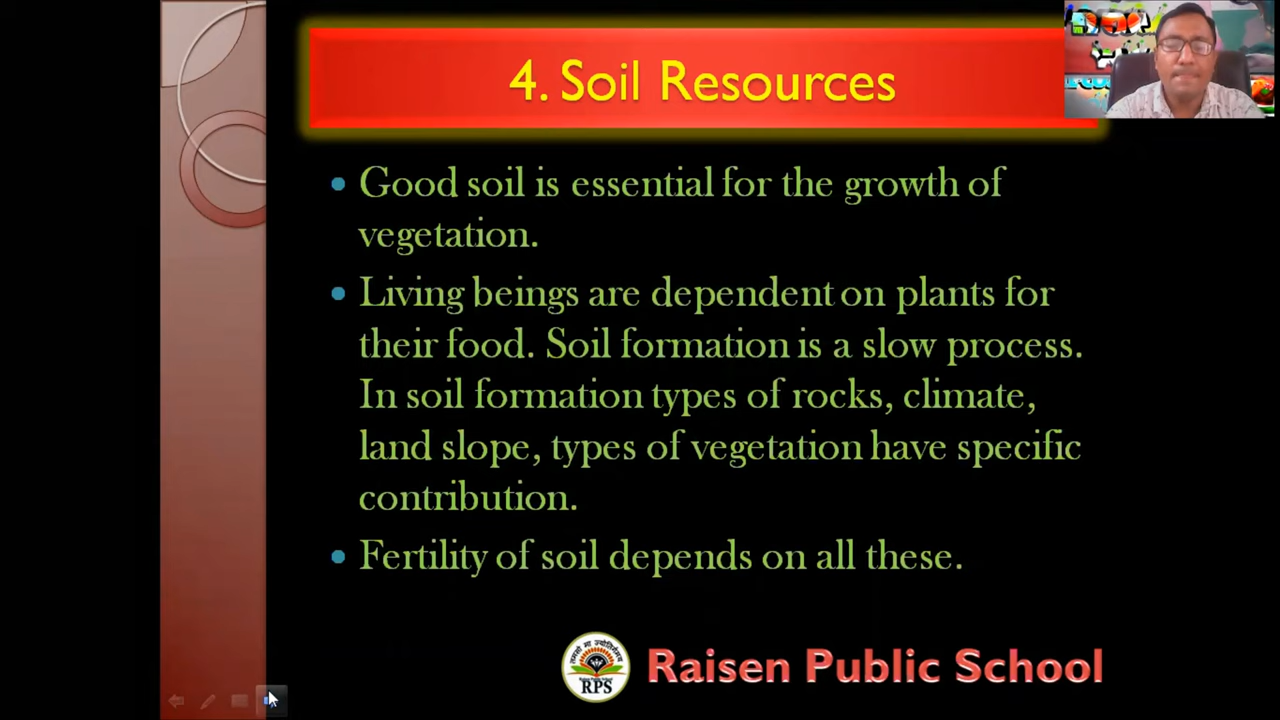 4. Soil Resources
• Good soil is essential for the growth of
vegetation.
• Living beings are dependent on plants for
their food. Soil formation is a slow process.
In soil formation types of rocks, climate,
land slope, types of vegetation have specific
contribution.
• Fertility of soil depends on all these.
तमसो मा ज्योतिर्गमय
RPS
Raisen Public School